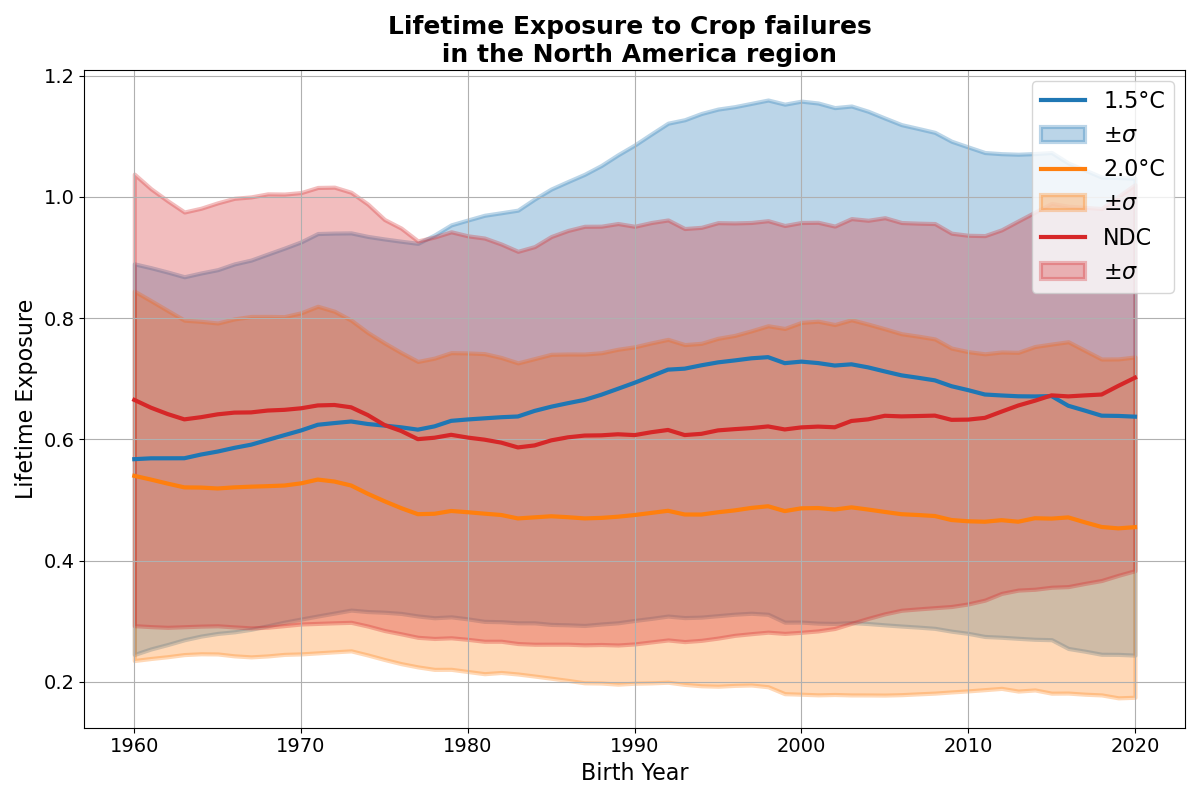 Lifetime Exposure to Crop failures
in the North America region
Lifetime Exposure
1.2
1.0
0.8
0.6
0.4
0.2
1.5°C
±σ
2.0°C
±σ
NDC
±σ
1960 1970 1980 1990 2000 2010 2020
Birth Year